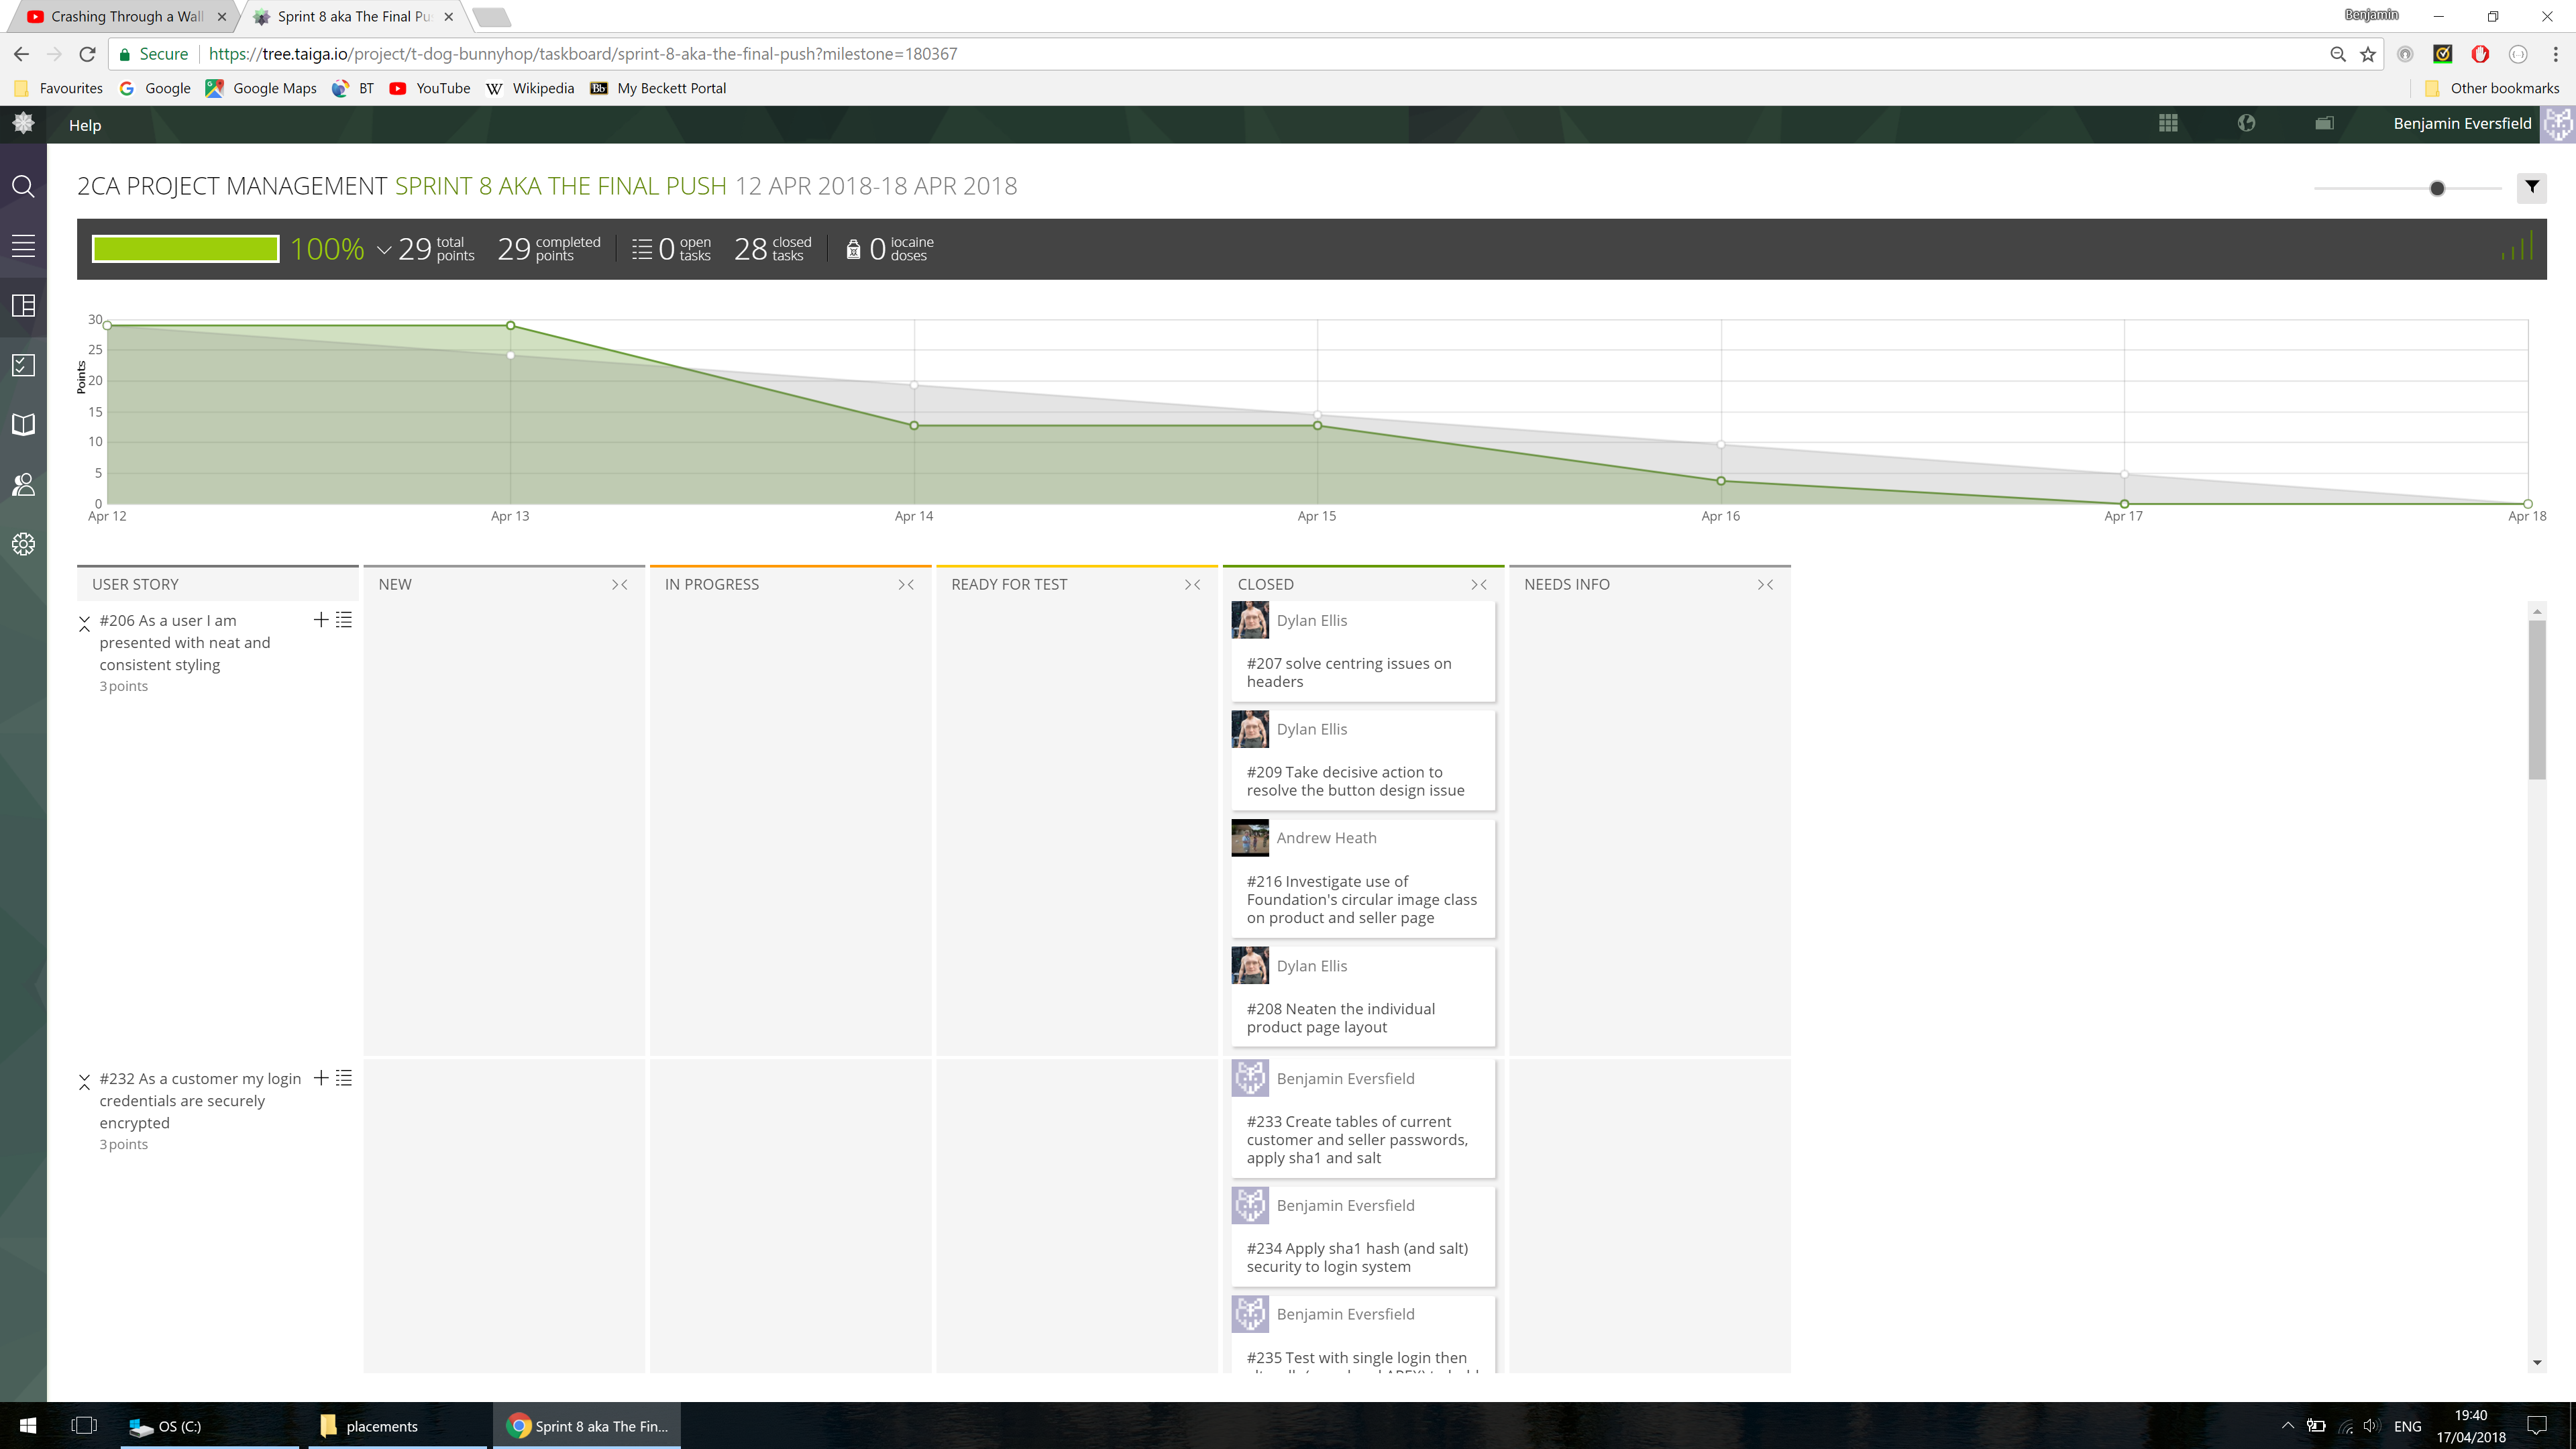 Crashing Through a Wall
Sprint 8 aka The Final Pu
Benjamin
Secure
https://tree.taiga.io/project/t-dog-bunnyhop/taskboard/sprint-8-aka-the-final-push?milestone=180367
Favourites
Google
Google Maps
BT
YouTube
W Wikipedia
Bb My Beckett Portal
Other bookmarks
Help
Benjamin Eversfield
2CA PROJECT MANAGEMENT SPRINT 8 AKA THE FINAL PUSH 12 APR 2018-18 APR 2018
100% 29 total points 29 completed points 0 open tasks 28 closed tasks 0 iocaine doses
Points
30
25
20
15
10
5
0
Apr 12 Apr 13 Apr 14 Apr 15 Apr 16 Apr 17 Apr 18
USER STORY NEW IN PROGRESS READY FOR TEST CLOSED NEEDS INFO
#206 As a user I am
presented with neat and
consistent styling
3 points
Dylan Ellis
#207 solve centring issues on
headers
Dylan Ellis
#209 Take decisive action to
resolve the button design issue
Andrew Heath
#216 Investigate use of
Foundation's circular image class
on product and seller page
Dylan Ellis
#208 Neaten the individual
product page layout
#232 As a customer my login
credentials are securely
encrypted
3 points
Benjamin Eversfield
#233 Create tables of current
customer and seller passwords,
apply sha1 and salt
Benjamin Eversfield
#234 Apply sha1 hash (and salt)
security to login system
Benjamin Eversfield
#235 Test with single login then
OS (C:)
placements
Sprint 8 aka The Fin...
ENG
19:40
17/04/2018